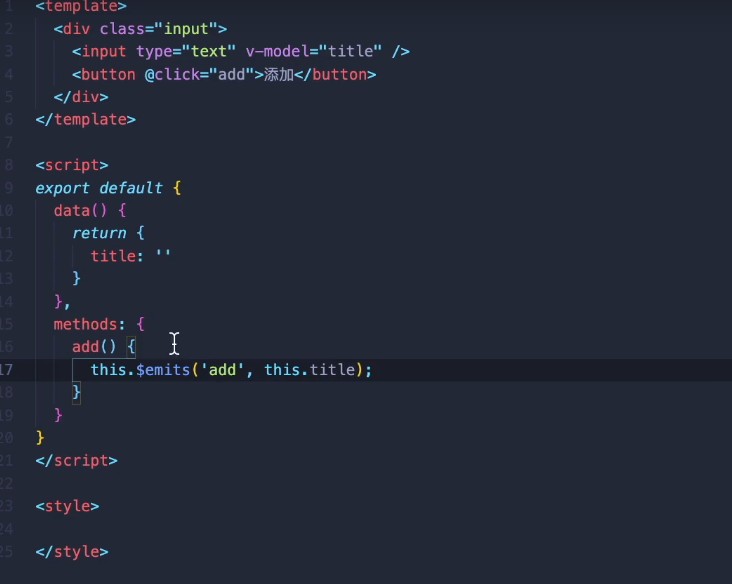 1 <template>
2 <div class="input">
3 <input type="text" v-model="title" />
4 <button @click="add">添加</button>
5 </div>
6 </template>
7
8 <script>
9 export default {
10 data() {
11 return {
12 title: ''
13 }
14 },
15 methods: {
16 add() {
17 this.$emits('add', this.title);
18 }
19 }
20 }
21 </script>
22
23 <style>
24
25 </style>